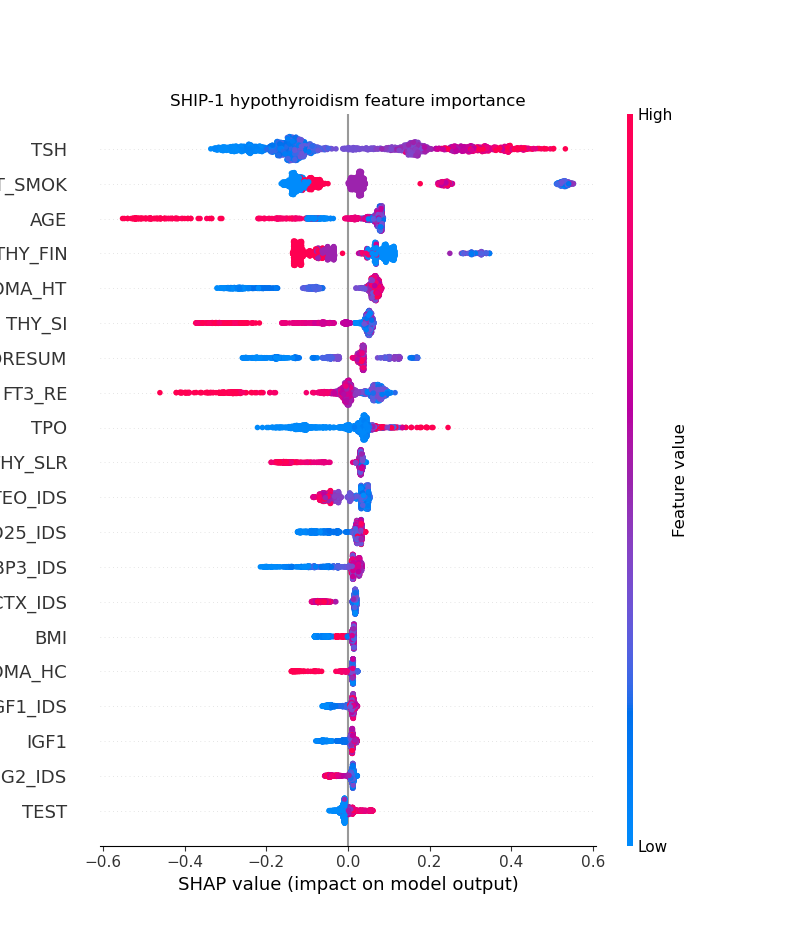 SHIP-1 hypothyroidism feature importance
High
TSH
T_SMOK
AGE
THY_FIN
OMA_HT
THY_SI
ORESUM
FT3_RE
TPO
HY_SLR
TEO_IDS
D25_IDS
BP3_IDS
CTX_IDS
BMI
OMA_HC
GF1_IDS
IGF1
G2_IDS
TEST
Feature value
Low
−0.6 −0.4 −0.2 0.0 0.2 0.4 0.6
SHAP value (impact on model output)